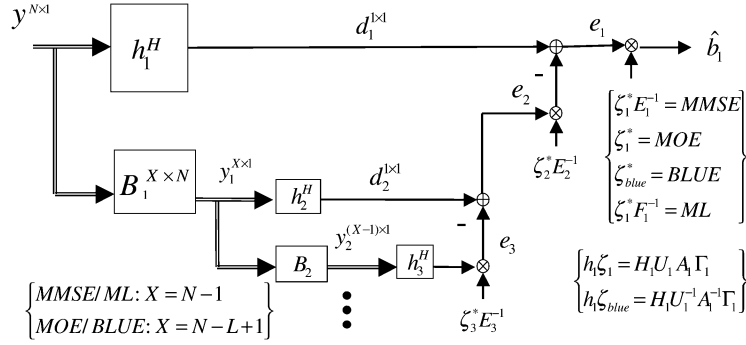 y^{N×1}
h_1^H
d_1^{1×1}
e_1
b̂_1
e_2
ζ_2^* E_2^{-1}
ζ_1^* E_1^{-1} = MMSE
ζ_1^* = MOE
ζ_{blue}^* = BLUE
ζ_1^* F_1^{-1} = ML
B_1^{X×N}
y_1^{X×1}
h_2^H
d_2^{1×1}
B_2
y_2^{(X-1)×1}
h_3^H
e_3
ζ_3^* E_3^{-1}
h_1 ζ_1 = H_1 U_1 A_1 Γ_1
h_1 ζ_{blue} = H_1 U_1^{-1} A_1^{-1} Γ_1
MMSE/ML: X = N-1
MOE/BLUE: X = N-L+1